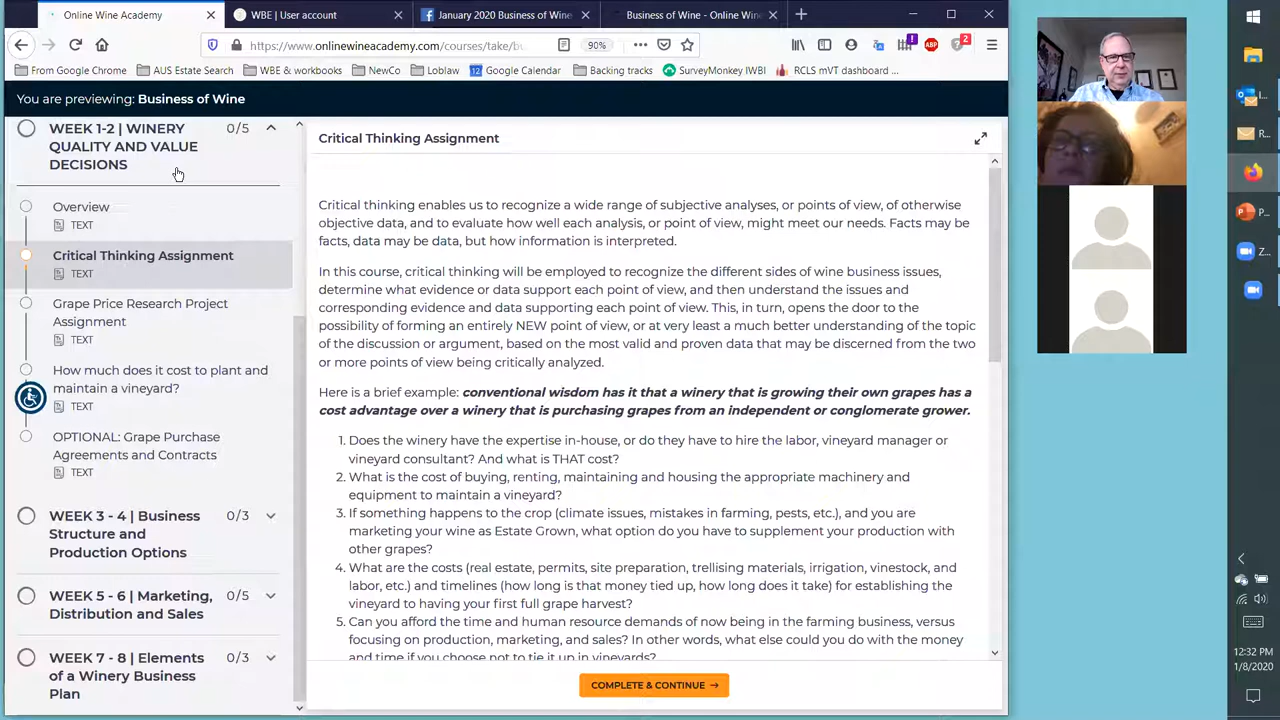 Online Wine Academy
WBE | User account
January 2020 Business of Wine
Business of Wine - Online Win
https://www.onlinewineacademy.com/courses/take/bu
90%
From Google Chrome
AUS Estate Search
WBE & workbooks
NewCo
Loblaw
Google Calendar
Backing tracks
SurveyMonkey IWBI
RCLS mVT dashboard ...
You are previewing: Business of Wine
WEEK 1-2 | WINERY
QUALITY AND VALUE
DECISIONS
0/5
Overview
TEXT
Critical Thinking Assignment
TEXT
Grape Price Research Project
Assignment
TEXT
How much does it cost to plant and
maintain a vineyard?
TEXT
OPTIONAL: Grape Purchase
Agreements and Contracts
TEXT
WEEK 3 - 4 | Business
Structure and
Production Options
0/3
WEEK 5 - 6 | Marketing,
Distribution and Sales
0/5
WEEK 7 - 8 | Elements
of a Winery Business
Plan
0/3
Critical Thinking Assignment
Critical thinking enables us to recognize a wide range of subjective analyses, or points of view, of otherwise
objective data, and to evaluate how well each analysis, or point of view, might meet our needs. Facts may be
facts, data may be data, but how information is interpreted.
In this course, critical thinking will be employed to recognize the different sides of wine business issues,
determine what evidence or data support each point of view, and then understand the issues and
corresponding evidence and data supporting each point of view. This, in turn, opens the door to the
possibility of forming an entirely NEW point of view, or at very least a much better understanding of the topic
of the discussion or argument, based on the most valid and proven data that may be discerned from the two
or more points of view being critically analyzed.
Here is a brief example: conventional wisdom has it that a winery that is growing their own grapes has a
cost advantage over a winery that is purchasing grapes from an independent or conglomerate grower.
1. Does the winery have the expertise in-house, or do they have to hire the labor, vineyard manager or
vineyard consultant? And what is THAT cost?
2. What is the cost of buying, renting, maintaining and housing the appropriate machinery and
equipment to maintain a vineyard?
3. If something happens to the crop (climate issues, mistakes in farming, pests, etc.), and you are
marketing your wine as Estate Grown, what option do you have to supplement your production with
other grapes?
4. What are the costs (real estate, permits, site preparation, trellising materials, irrigation, vinestock, and
labor, etc.) and timelines (how long is that money tied up, how long does it take) for establishing the
vineyard to having your first full grape harvest?
5. Can you afford the time and human resource demands of now being in the farming business, versus
focusing on production, marketing, and sales? In other words, what else could you do with the money
and time if you choose not to tie it up in vineyards?
COMPLETE & CONTINUE →
ABP
2
12
I...
R...
P...
Z...
12:32 PM
1/8/2020